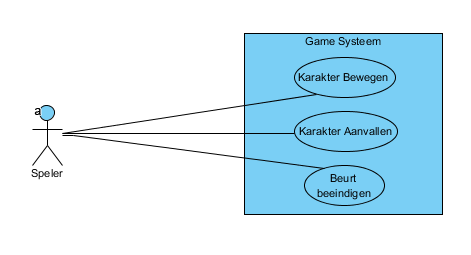 Game Systeem
Karakter Bewegen
a
Karakter Aanvallen
Speler
Beurt
beeindigen